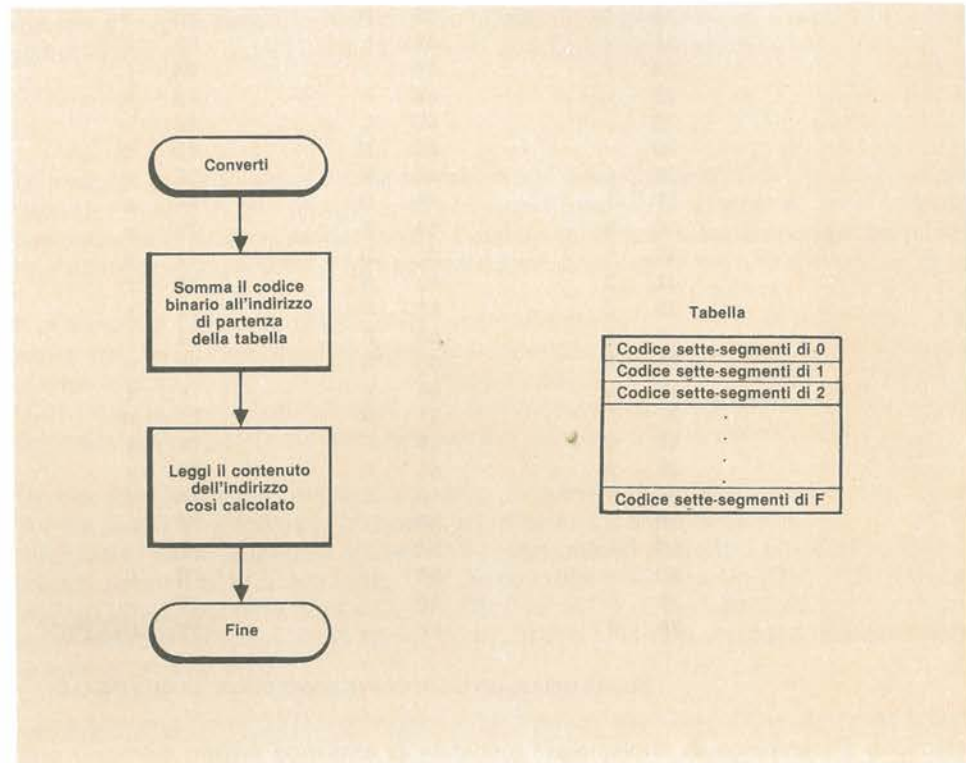 Converti
Somma il codice
binario all'indirizzo
di partenza
della tabella
Leggi il contenuto
dell'indirizzo
così calcolato
Fine
Tabella
Codice sette-segmenti di 0
Codice sette-segmenti di 1
Codice sette-segmenti di 2
.
.
.
.
Codice sette-segmenti di F